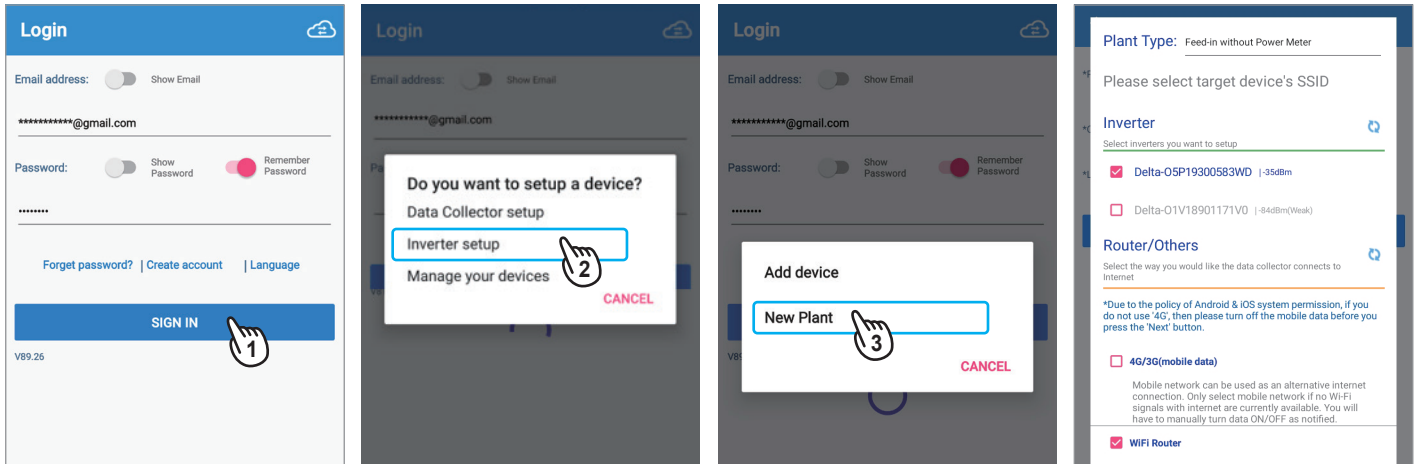 Login
Email address:
Show Email
***********@gmail.com
Password:
Show
Password
Remember
Password
••••••••
Forget password? | Create account | Language
SIGN IN
1
V89.26
Login
Email address:
Show Email
***********@gmail.com
Pa
Do you want to setup a device?
Data Collector setup
Inverter setup
2
Manage your devices
CANCEL
Login
Email address:
Show Email
***********@gmail.com
Password:
Show
Password
Remember
Password
••••••••
Add device
New Plant
3
V89
CANCEL
Plant Type: Feed-in without Power Meter
Please select target device's SSID
Inverter
Select inverters you want to setup
Delta-O5P19300583WD |-35dBm
Delta-O1V18901171V0 |-84dBm(Weak)
Router/Others
Select the way you would like the data collector connects to
Internet
*Due to the policy of Android & iOS system permission, if you
do not use '4G', then please turn off the mobile data before you
press the 'Next' button.
4G/3G(mobile data)
Mobile network can be used as an alternative internet
connection. Only select mobile network if no Wi-Fi
signals with internet are currently available. You will
have to manually turn data ON/OFF as notified.
WiFi Router